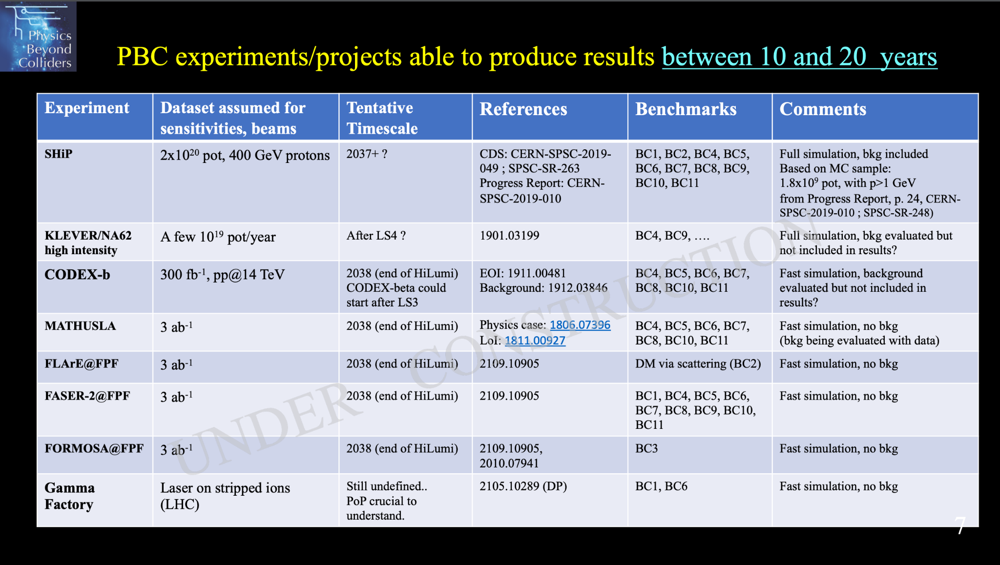 Physics
Beyond
Colliders
PBC experiments/projects able to produce results between 10 and 20 years
Experiment
Dataset assumed for
sensitivities, beams
Tentative
Timescale
References
Benchmarks
Comments
SHiP
2x10²⁰ pot, 400 GeV protons
2037+ ?
CDS: CERN-SPSC-2019-
049 ; SPSC-SR-263
Progress Report: CERN-
SPSC-2019-010
BC1, BC2, BC4, BC5,
BC6, BC7, BC8, BC9,
BC10, BC11
Full simulation, bkg included
Based on MC sample:
1.8x10⁹ pot, with p>1 GeV
from Progress Report, p. 24, CERN-
SPSC-2019-010 ; SPSC-SR-248)
KLEVER/NA62
high intensity
A few 10¹⁹ pot/year
After LS4 ?
1901.03199
BC4, BC9, ….
Full simulation, bkg evaluated but
not included in results?
CODEX-b
300 fb⁻¹, pp@14 TeV
2038 (end of HiLumi)
CODEX-beta could
start after LS3
EOI: 1911.00481
Background: 1912.03846
BC4, BC5, BC6, BC7,
BC8, BC10, BC11
Fast simulation, background
evaluated but not included in
results?
MATHUSLA
3 ab⁻¹
2038 (end of HiLumi)
Physics case: 1806.07396
LoI: 1811.00927
BC4, BC5, BC6, BC7,
BC8, BC10, BC11
Fast simulation, no bkg
(bkg being evaluated with data)
FLArE@FPF
3 ab⁻¹
2038 (end of HiLumi)
2109.10905
DM via scattering (BC2)
Fast simulation, no bkg
FASER-2@FPF
3 ab⁻¹
2038 (end of HiLumi)
2109.10905
BC1, BC4, BC5, BC6,
BC7, BC8, BC9, BC10,
BC11
Fast simulation, no bkg
FORMOSA@FPF
3 ab⁻¹
2038 (end of HiLumi)
2109.10905,
2010.07941
BC3
Fast simulation, no bkg
Gamma
Factory
Laser on stripped ions
(LHC)
Still undefined..
PoP crucial to
understand.
2105.10289 (DP)
BC1, BC6
Fast simulation, no bkg
UNDER CONSTRUCTION
7